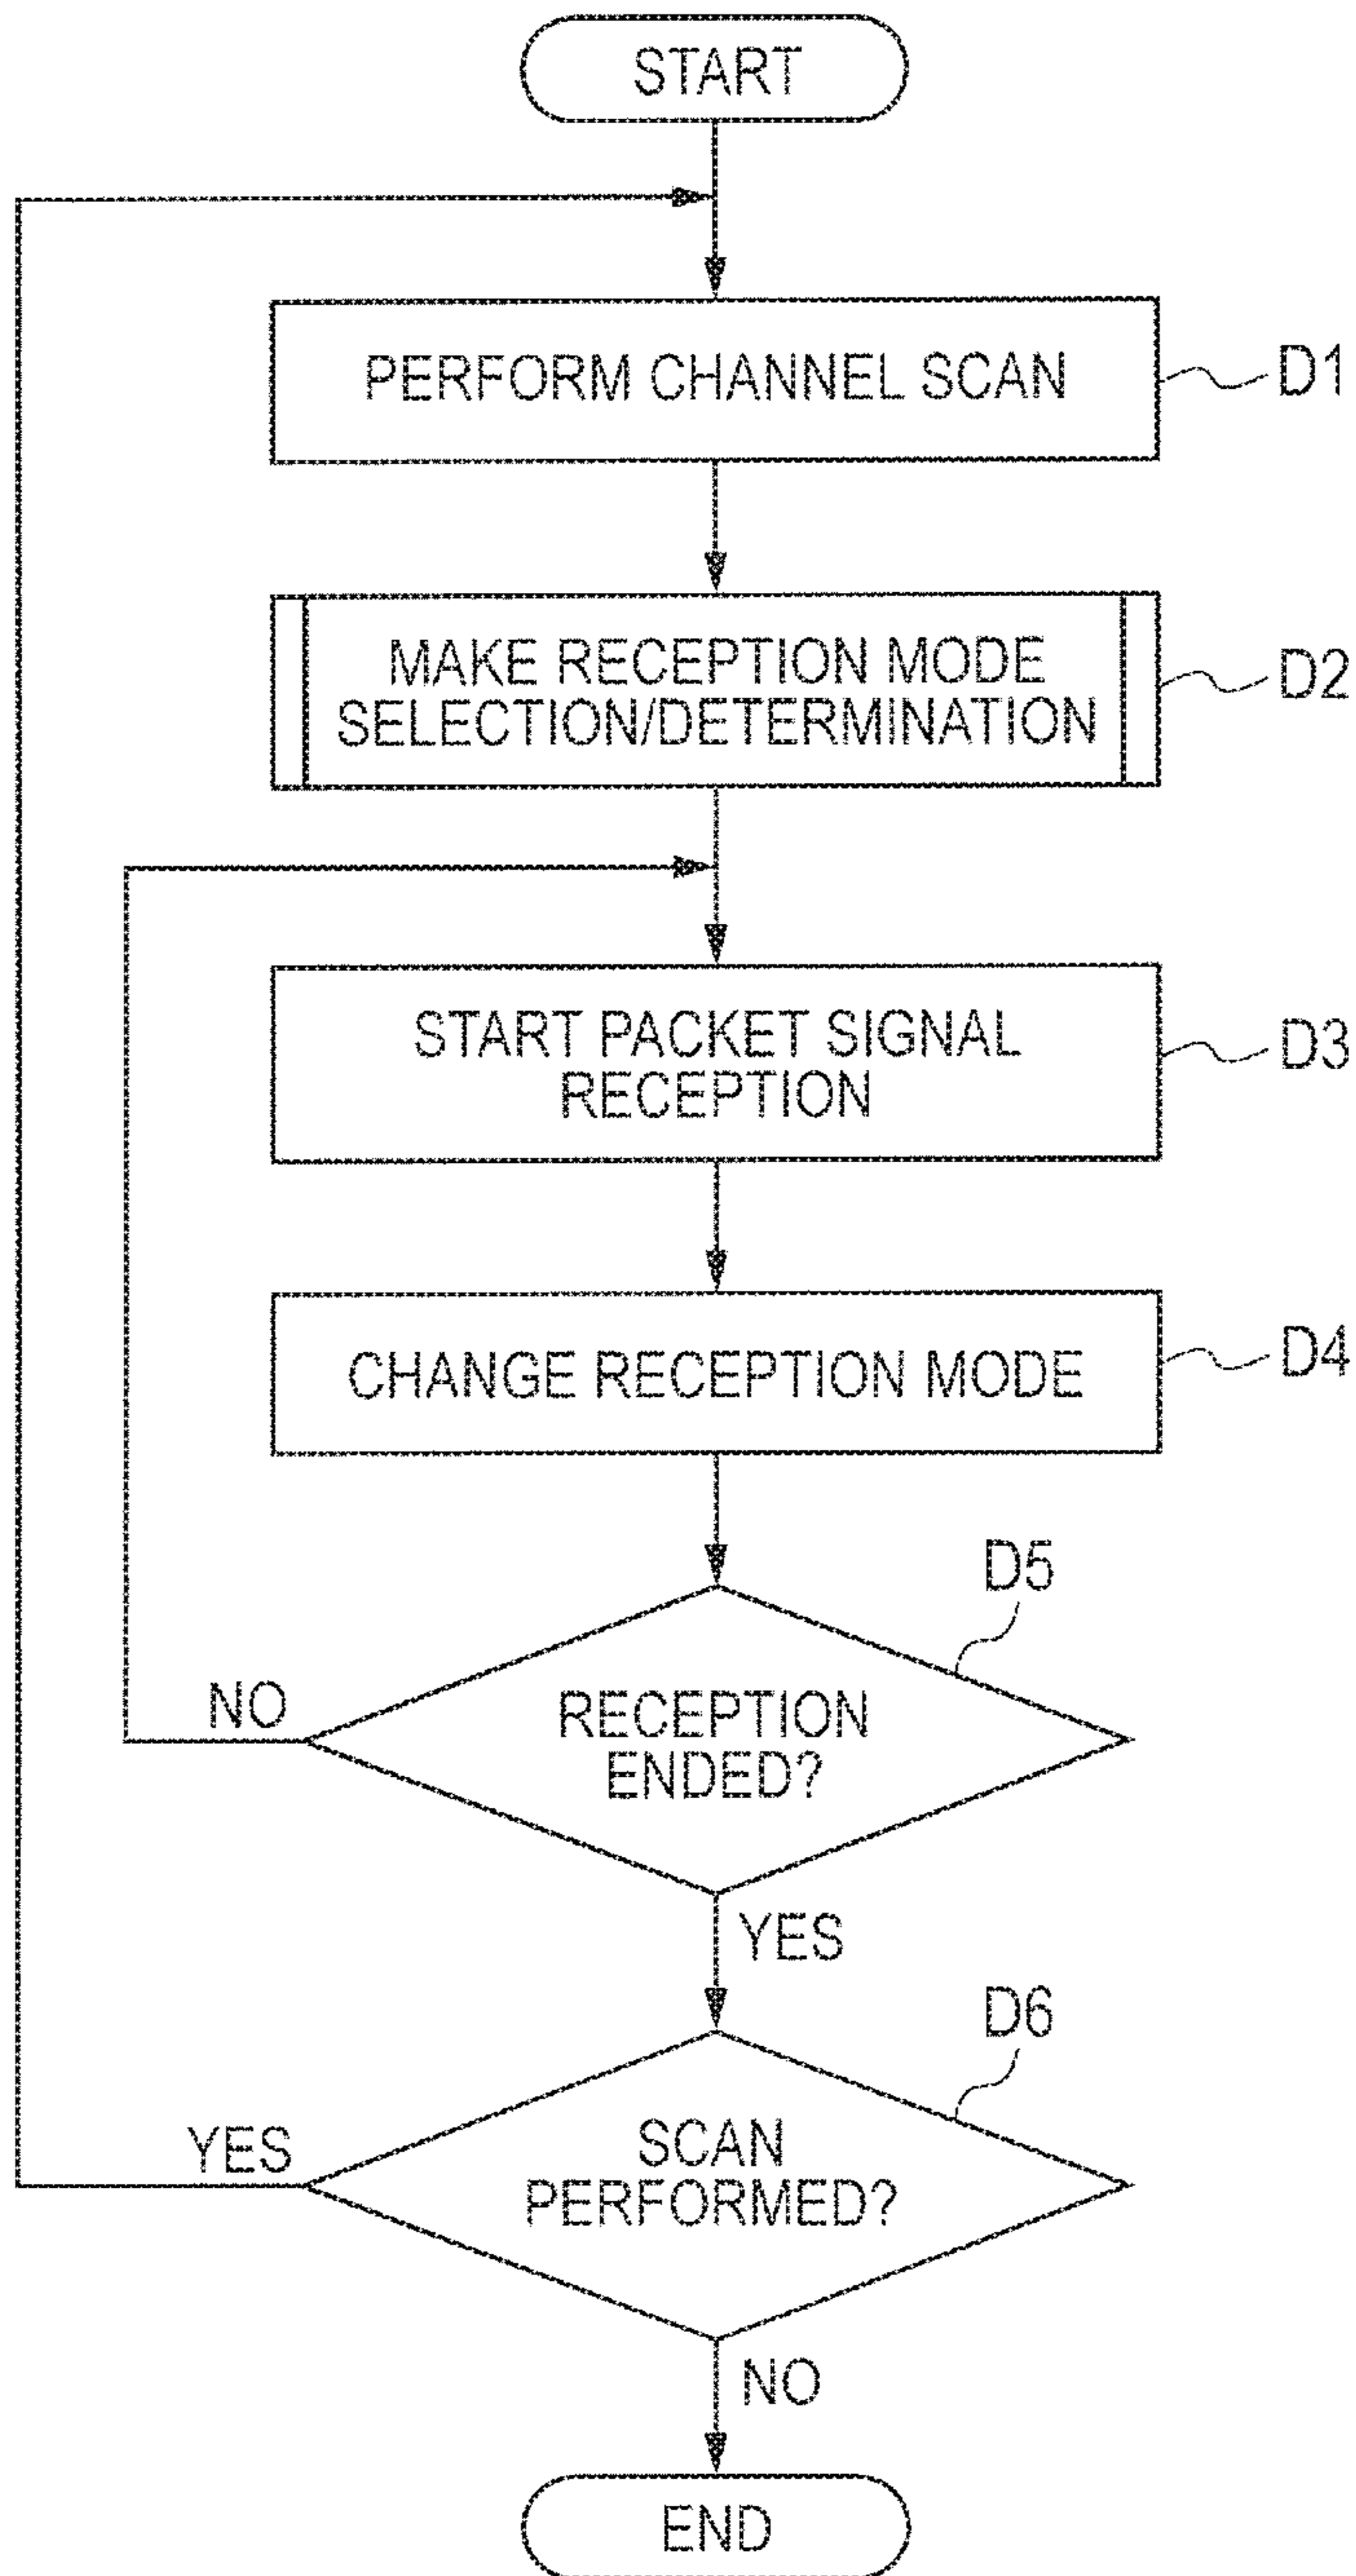 START
PERFORM CHANNEL SCAN
D1
MAKE RECEPTION MODE
SELECTION/DETERMINATION
D2
START PACKET SIGNAL
RECEPTION
D3
CHANGE RECEPTION MODE
D4
D5
RECEPTION
ENDED?
NO
YES
D6
SCAN
PERFORMED?
YES
NO
END